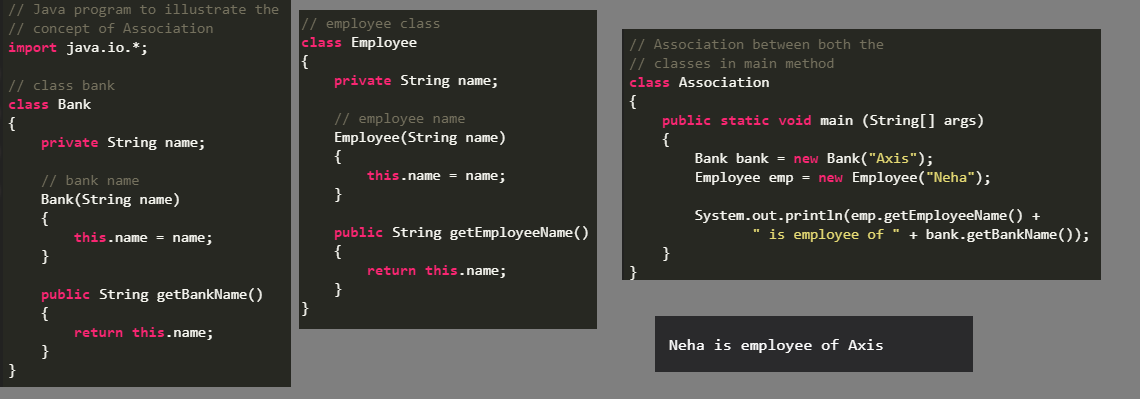 // Java program to illustrate the
// concept of Association
import java.io.*;

// class bank
class Bank
{
    private String name;

    // bank name
    Bank(String name)
    {
        this.name = name;
    }

    public String getBankName()
    {
        return this.name;
    }
}
// employee class
class Employee
{
    private String name;

    // employee name
    Employee(String name)
    {
        this.name = name;
    }

    public String getEmployeeName()
    {
        return this.name;
    }
}
// Association between both the
// classes in main method
class Association
{
    public static void main (String[] args)
    {
        Bank bank = new Bank("Axis");
        Employee emp = new Employee("Neha");

        System.out.println(emp.getEmployeeName() +
               " is employee of " + bank.getBankName());
    }
}
Neha is employee of Axis